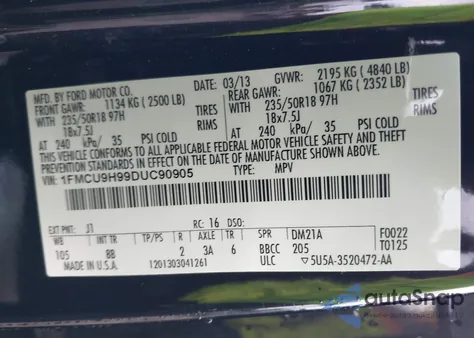 MFD. BY FORD MOTOR CO.
03/13 GVWR: 2195 KG (4840 LB)
FRONT GAWR: 1134 KG (2500 LB) REAR GAWR: 1067 KG (2352 LB)
WITH 235/50R18 97H TIRES WITH 235/50R18 97H TIRES
18x7.5J RIMS 18x7.5J RIMS
AT 240 kPa/ 35 PSI COLD AT 240 kPa/ 35 PSI COLD
THIS VEHICLE CONFORMS TO ALL APPLICABLE FEDERAL MOTOR VEHICLE SAFETY, BUMPER, AND THEFT
PREVENTION STANDARDS IN EFFECT ON THE DATE OF MANUFACTURE SHOWN ABOVE.
1FMCU9H99DUC90905 TYPE: MPV
EXT PNT: J1 RC: 16 DSO: F0022
WB INT TR TP/PS R AXLE TR SPR DM21A T0125
105 8B 2 3A 6 BBCC 205
MADE IN U.S.A. 1201303041261 ULC ▽5U5A-3520472-AA
autoSnap